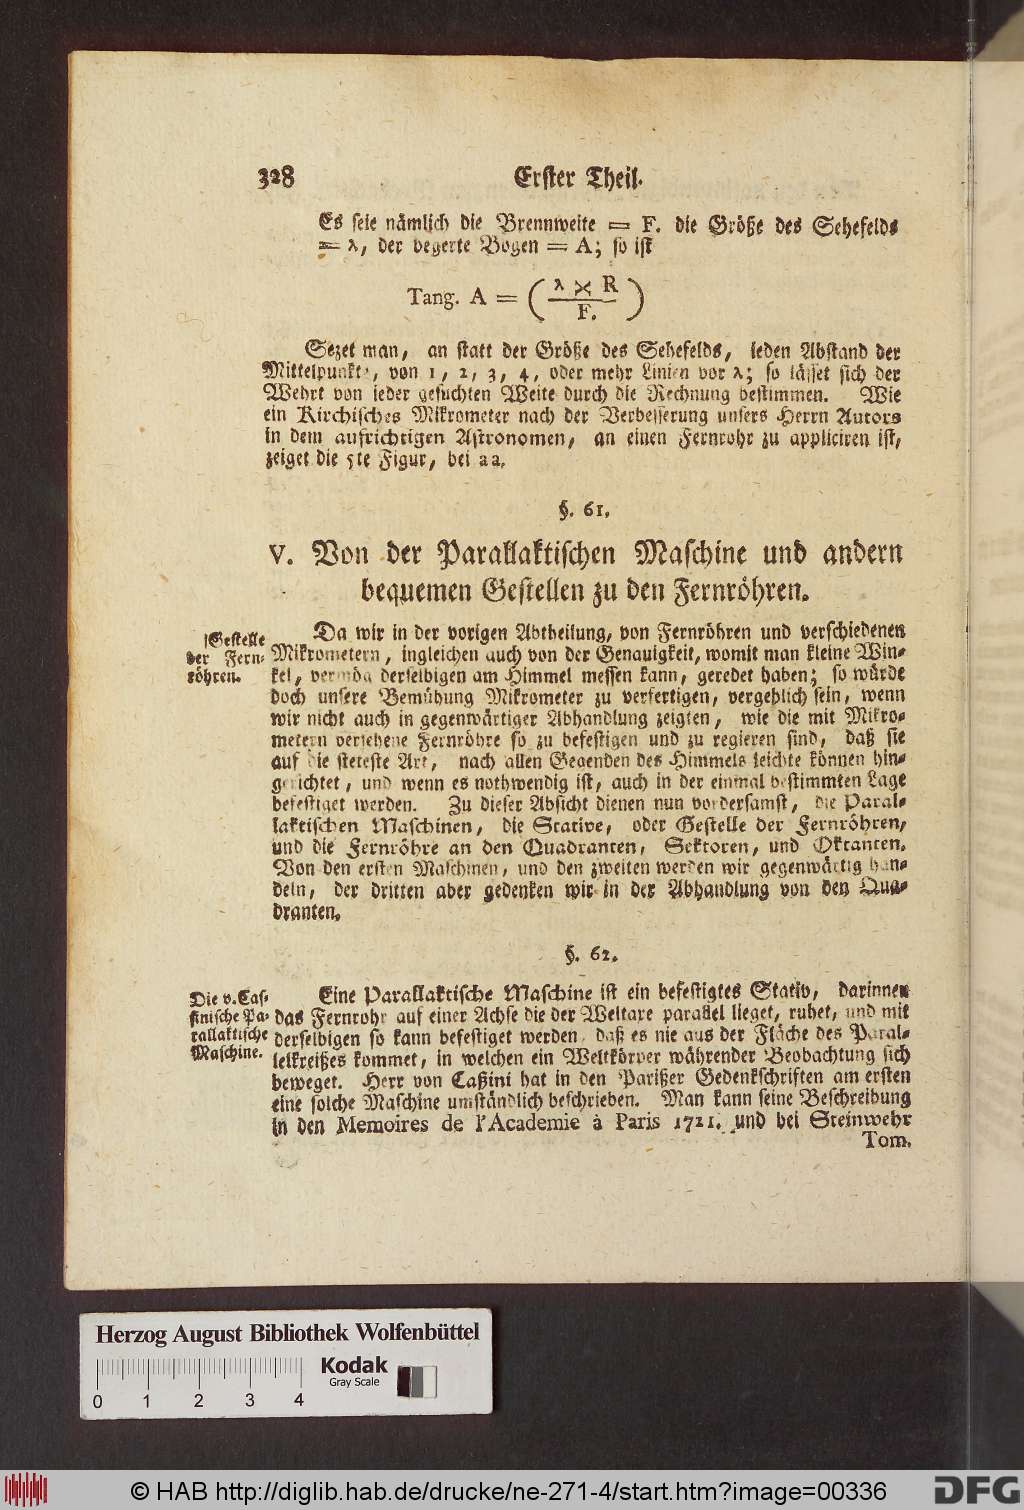 328 Erster Theil.
Es seie nämlich die Brennweite = F. die Größe des Sehefelds
= λ, der begerte Bogen = A; so ist
Tang. A = ( λ × R
F. )
Sezet man, an statt der Größe des Sehefelds, ieden Abstand der
Mittelpunkte, von 1, 2, 3, 4, oder mehr Linien vor λ; so lässet sich der
Wehrt von ieder gesuchten Weite durch die Rechnung bestimmen. Wie
ein Kirchisches Mikrometer nach der Verbesserung unsers Herrn Autors
in dem aufrichtigen Astronomen, an einen Fernrohr zu appliciren ist,
zeiget die 5te Figur, bei aa.
§. 61.
V. Von der Parallaktischen Maschine und andern
bequemen Gestellen zu den Fernröhren.
Gestelle
der Fern-
röhren.
Da wir in der vorigen Abtheilung, von Fernröhren und verschiedenen
Mikrometern, ingleichen auch von der Genauigkeit, womit man kleine Win-
kel, vermög derselbigen am Himmel messen kann, geredet haben; so würde
doch unsere Bemühung Mikrometer zu verfertigen, vergeblich sein, wenn
wir nicht auch in gegenwärtiger Abhandlung zeigten, wie die mit Mikro-
metern versehene Fernröhre so zu befestigen und zu regieren sind, daß sie
auf die steteste Art, nach allen Gegenden des Himmels leichte können hin-
gerichtet, und wenn es nothwendig ist, auch in der einmal bestimmten Lage
befestiget werden. Zu dieser Absicht dienen nun vordersamst, die Paral-
laktischen Maschinen, die Stative, oder Gestelle der Fernröhren,
und die Fernröhre an den Quadranten, Sektoren, und Oktanten.
Von den ersten Maschinen, und den zweiten werden wir gegenwärtig han-
deln, der dritten aber gedenken wir in der Abhandlung von den Qua-
dranten.
§. 62.
Die v. Cas-
sinische Pa-
rallaktische
Maschine.
Eine Parallaktische Maschine ist ein befestigtes Stativ, darinnen
das Fernrohr auf einer Achse die der Weltaxe parallel lieget, ruhet, und mit
derselbigen so kann befestiget werden, daß es nie aus der Fläche des Paral-
lelkreißes kommet, in welchen ein Weltkörper währender Beobachtung sich
beweget. Herr von Caßini hat in den Parißer Gedenkschriften am ersten
eine solche Maschine umständlich beschrieben. Man kann seine Beschreibung
in den Memoires de l'Academie à Paris 1721. und bei Steinwehr
Tom.
Herzog August Bibliothek Wolfenbüttel
Kodak
Gray Scale
0 1 2 3 4
© HAB http://diglib.hab.de/drucke/ne-271-4/start.htm?image=00336
DFG